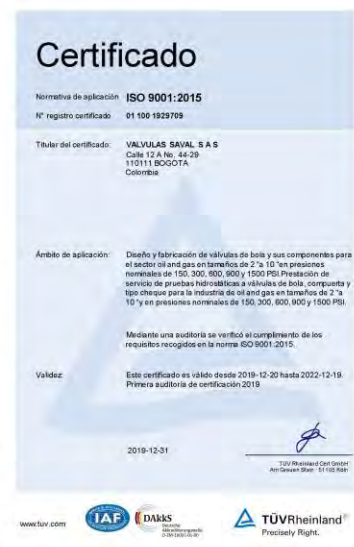 Certificado
Normativa de aplicación ISO 9001:2015
N° registro certificado 01 100 1929709
Titular del certificado: VALVULAS SAVAL S A S
Calle 12 A No. 44-29
110111 BOGOTA
Colombia
Ámbito de aplicación: Diseño y fabricación de válvulas de bola y sus componentes para
el sector oil and gas en tamaños de 2 "a 10 "en presiones
nominales de 150, 300, 600, 900 y 1500 PSI.Prestación de
servicio de pruebas hidrostáticas a válvulas de bola, compuerta y
tipo cheque para la industria de oil and gas en tamaños de 2 "a
10 "y en presiones nominales de 150, 300, 600, 900 y 1500 PSI.
Mediante una auditoría se verificó el cumplimiento de los
requisitos recogidos en la norma ISO 9001:2015.
Validez: Este certificado es válido desde 2019-12-20 hasta 2022-12-19.
Primera auditoría de certificación 2019
2019-12-31
TÜV Rheinland Cert GmbH
Am Grauen Stein · 51105 Köln
www.tuv.com
IAF
DAkkS
Deutsche
Akkreditierungsstelle
TÜVRheinland®
Precisely Right.